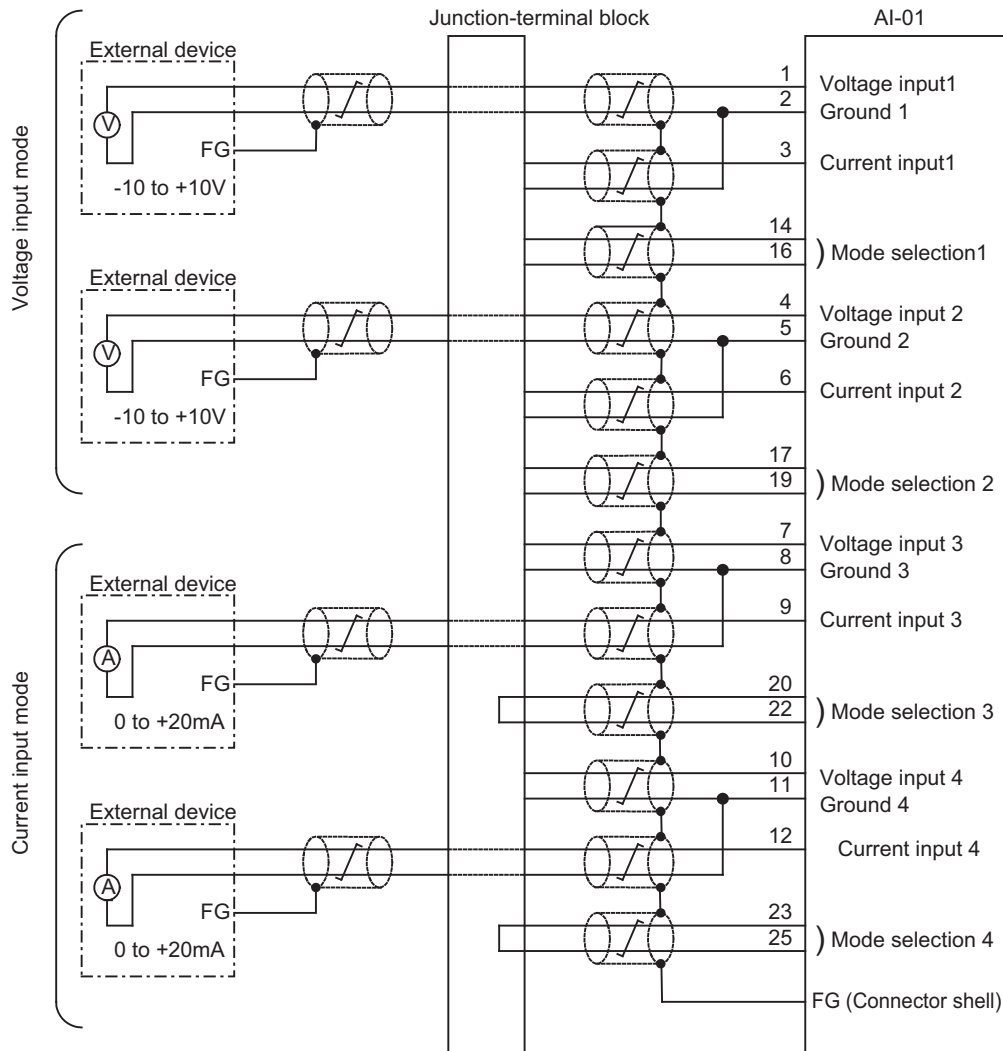 Junction-terminal block
AI-01
Voltage input mode
External device
V
FG
-10 to +10V
1
Voltage input1
2
Ground 1
3
Current input1
14
16
) Mode selection1
External device
V
FG
-10 to +10V
4
Voltage input 2
5
Ground 2
6
Current input 2
17
19
) Mode selection 2
Current input mode
7
Voltage input 3
8
Ground 3
External device
A
FG
0 to +20mA
9
Current input 3
20
22
) Mode selection 3
10
Voltage input 4
11
Ground 4
External device
A
FG
0 to +20mA
12
Current input 4
23
25
) Mode selection 4
FG (Connector shell)